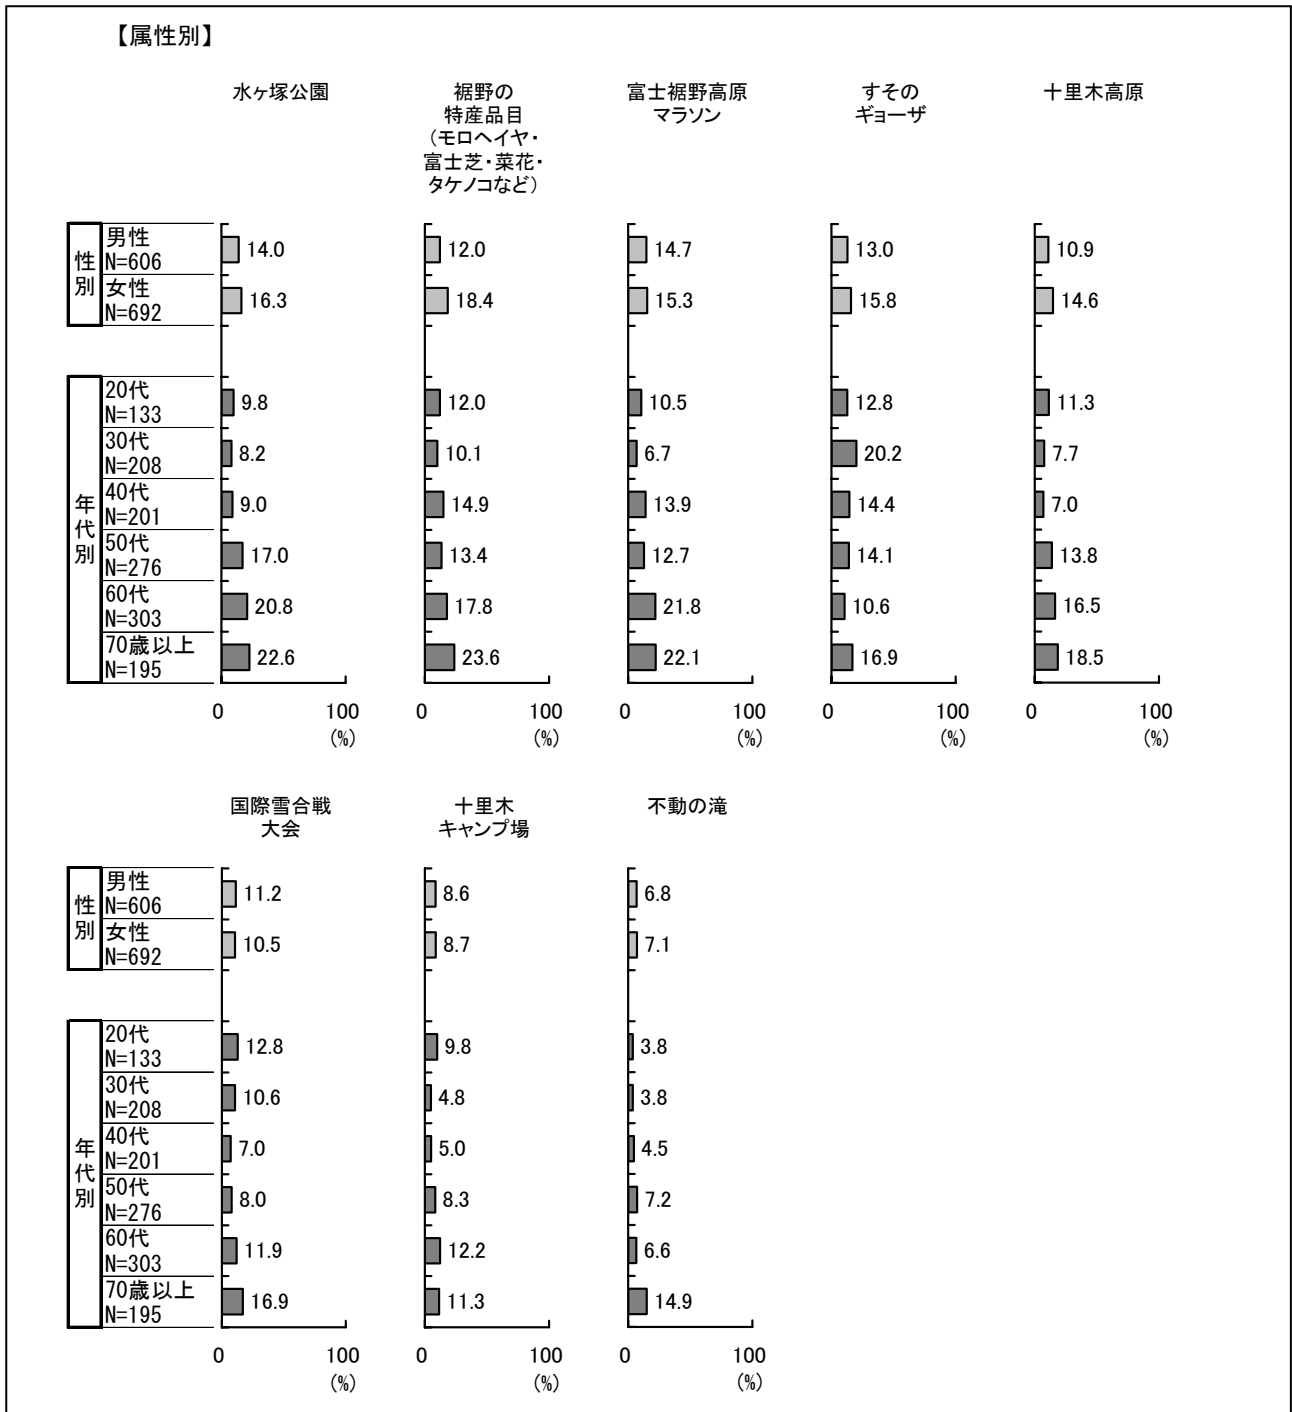 【属性別】
水ヶ塚公園
裾野の
特産品目
(モロヘイヤ・
富士芝・菜花・
タケノコなど)
富士裾野高原
マラソン
すその
ギョーザ
十里木高原
性別
男性
N=606
14.0
12.0
14.7
13.0
10.9
女性
N=692
16.3
18.4
15.3
15.8
14.6
年代別
20代
N=133
9.8
12.0
10.5
12.8
11.3
30代
N=208
8.2
10.1
6.7
20.2
7.7
40代
N=201
9.0
14.9
13.9
14.4
7.0
50代
N=276
17.0
13.4
12.7
14.1
13.8
60代
N=303
20.8
17.8
21.8
10.6
16.5
70歳以上
N=195
22.6
23.6
22.1
16.9
18.5
0 100 0 100 0 100 0 100 0 100
(%) (%) (%) (%) (%)
国際雪合戦
大会
十里木
キャンプ場
不動の滝
性別
男性
N=606
11.2
8.6
6.8
女性
N=692
10.5
8.7
7.1
年代別
20代
N=133
12.8
9.8
3.8
30代
N=208
10.6
4.8
3.8
40代
N=201
7.0
5.0
4.5
50代
N=276
8.0
8.3
7.2
60代
N=303
11.9
12.2
6.6
70歳以上
N=195
16.9
11.3
14.9
0 100 0 100 0 100
(%) (%) (%)